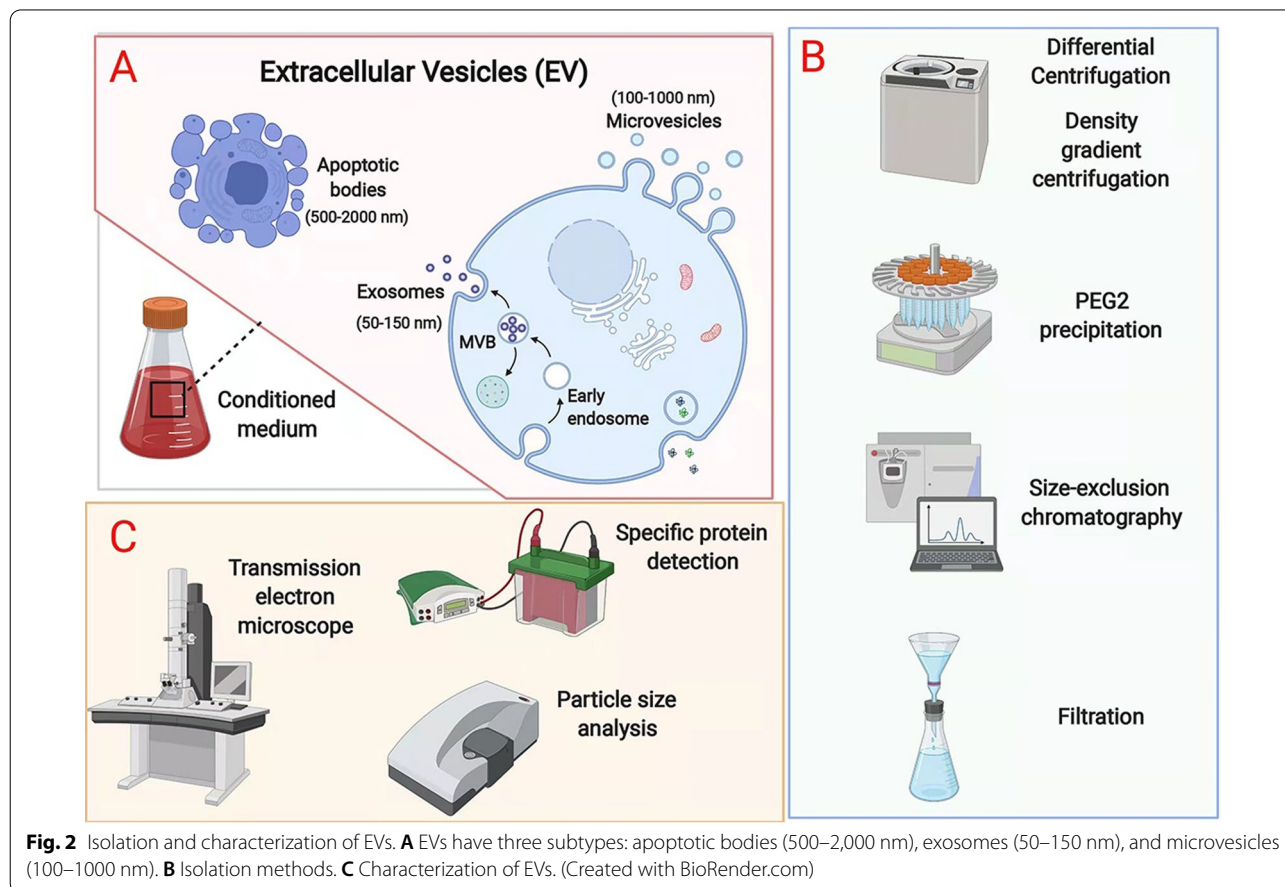 A
Extracellular Vesicles (EV)
Apoptotic
bodies
(500-2000 nm)
(100-1000 nm)
Microvesicles
Exosomes
(50-150 nm)
MVB
Early
endosome
Conditioned
medium
B
Differential
Centrifugation
Density
gradient
centrifugation
PEG2
precipitation
Size-exclusion
chromatography
Filtration
C
Transmission
electron
microscope
Specific protein
detection
Particle size
analysis
Fig. 2 Isolation and characterization of EVs. A EVs have three subtypes: apoptotic bodies (500–2,000 nm), exosomes (50–150 nm), and microvesicles
(100–1000 nm). B Isolation methods. C Characterization of EVs. (Created with BioRender.com)